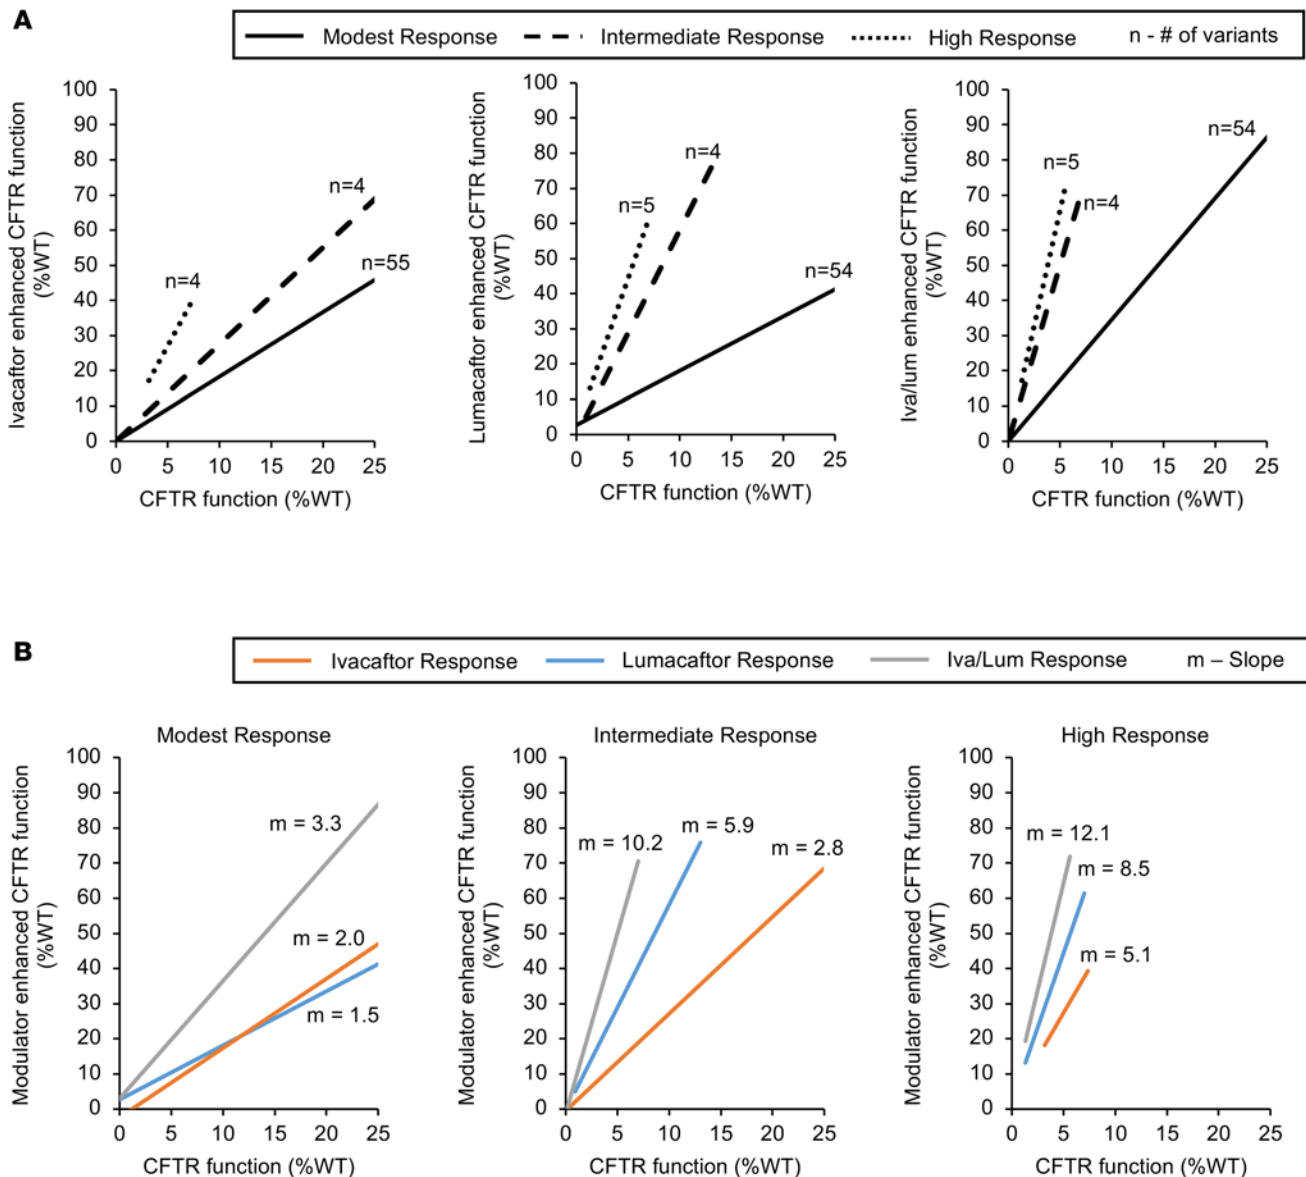 A
Modest Response
Intermediate Response
High Response
n - # of variants
Ivacaftor enhanced CFTR function
(%WT)
100
90
80
70
60
50
40
30
20
10
0
n=4
n=4
n=55
0 5 10 15 20 25
CFTR function (%WT)
Lumacaftor enhanced CFTR function
(%WT)
100
90
80
70
60
50
40
30
20
10
0
n=4
n=5
n=54
0 5 10 15 20 25
CFTR function (%WT)
Iva/lum enhanced CFTR function
(%WT)
100
90
80
70
60
50
40
30
20
10
0
n=54
n=5
n=4
0 5 10 15 20 25
CFTR function (%WT)
B
Ivacaftor Response
Lumacaftor Response
Iva/Lum Response
m – Slope
Modest Response
Modulator enhanced CFTR function
(%WT)
100
90
80
70
60
50
40
30
20
10
0
m = 3.3
m = 2.0
m = 1.5
0 5 10 15 20 25
CFTR function (%WT)
Intermediate Response
Modulator enhanced CFTR function
(%WT)
100
90
80
70
60
50
40
30
20
10
0
m = 10.2
m = 5.9
m = 2.8
0 5 10 15 20 25
CFTR function (%WT)
High Response
Modulator enhanced CFTR function
(%WT)
100
90
80
70
60
50
40
30
20
10
0
m = 12.1
m = 8.5
m = 5.1
0 5 10 15 20 25
CFTR function (%WT)